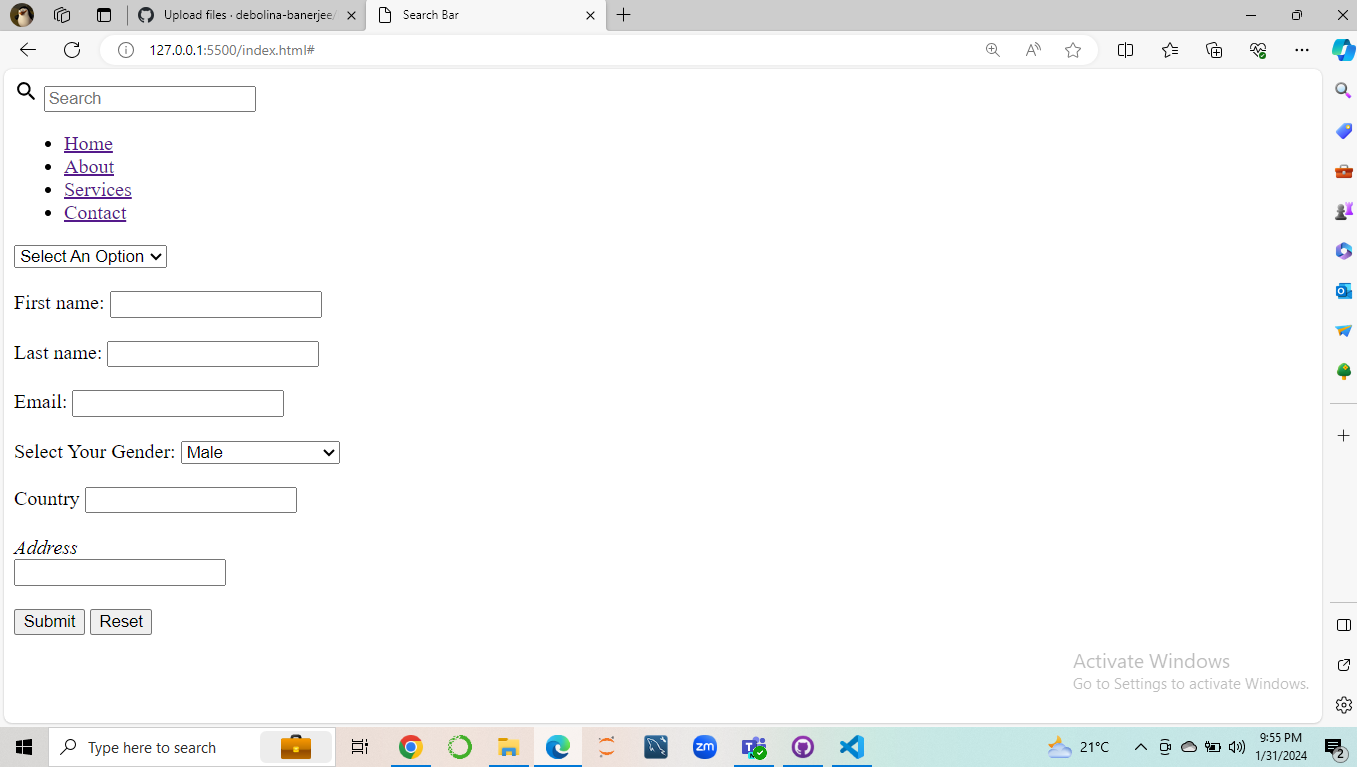 Upload files · debolina-banerjee/
Search Bar
127.0.0.1:5500/index.html#
Search
Home
About
Services
Contact
Select An Option
First name:
Last name:
Email:
Select Your Gender: Male
Country
Address
Submit Reset
Activate Windows
Go to Settings to activate Windows.
Type here to search
zm
21°C
9:55 PM
1/31/2024
2